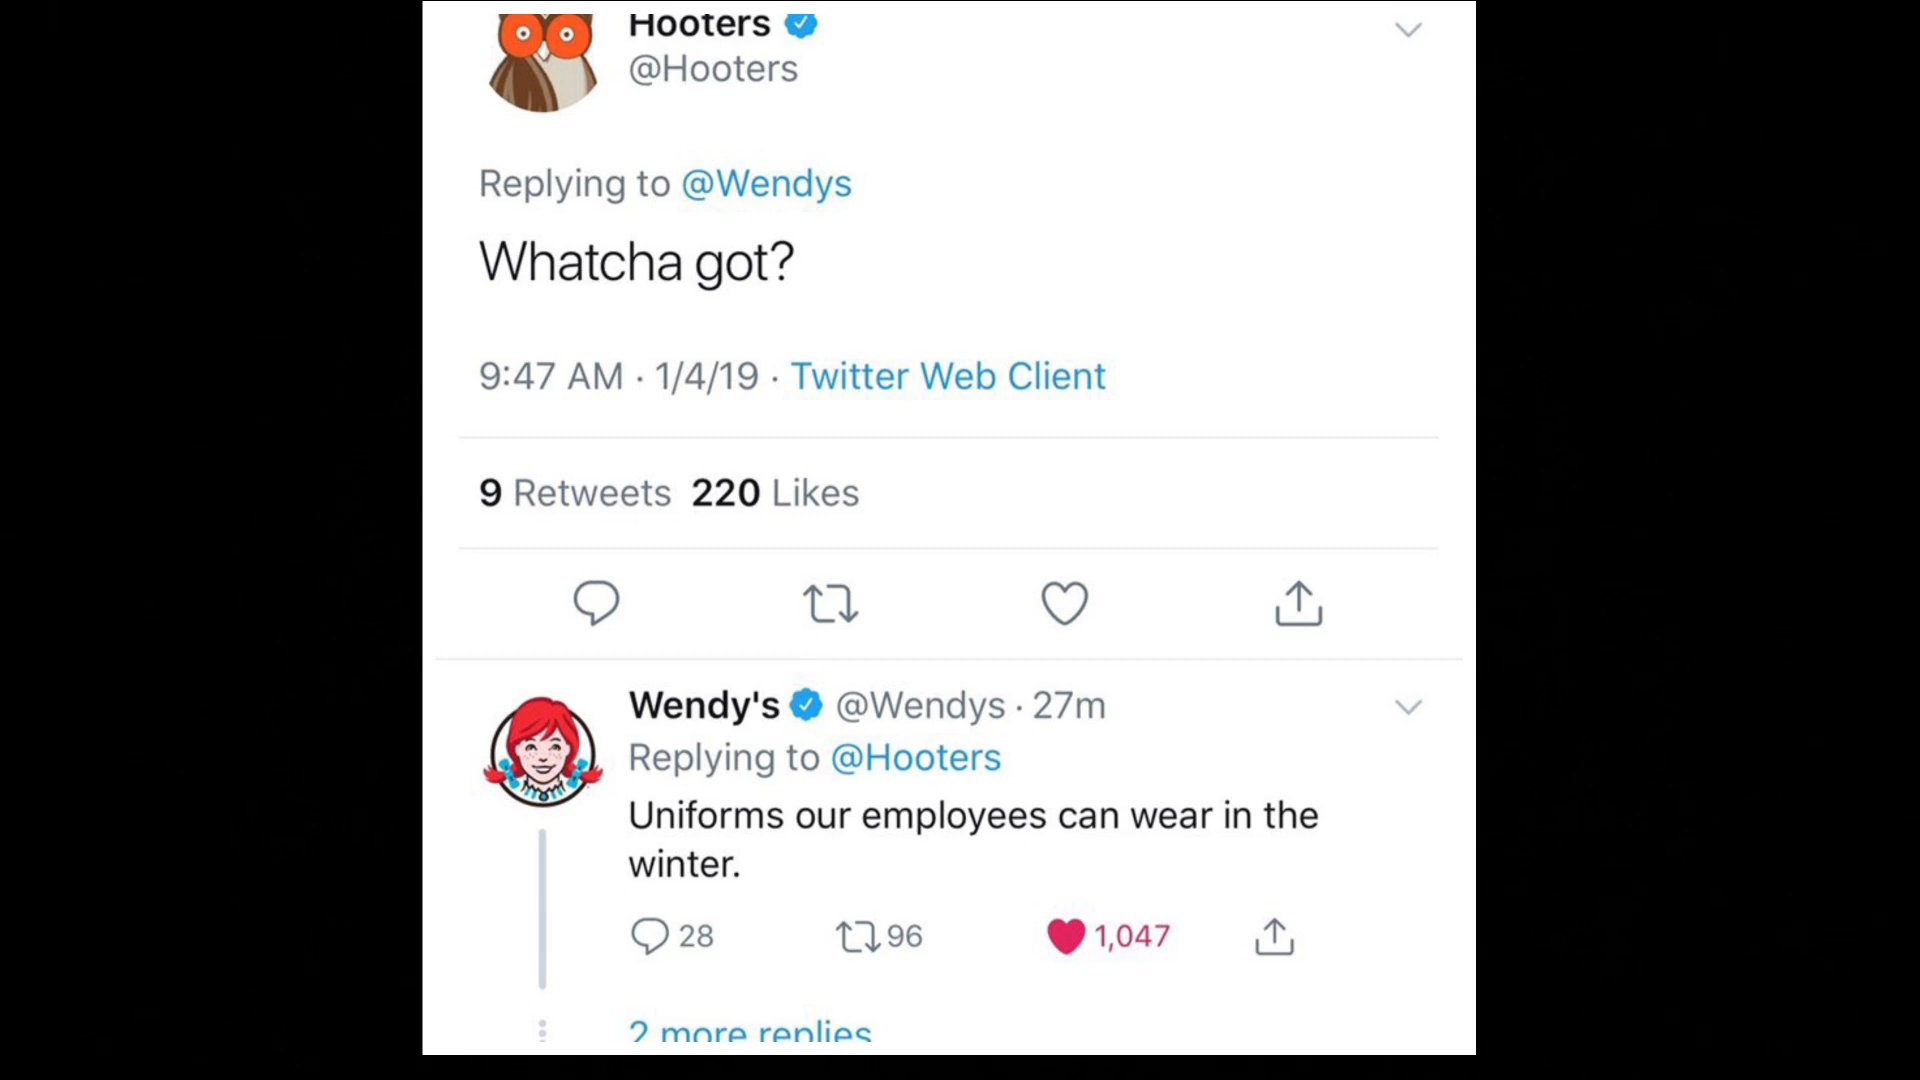 Hooters
@Hooters
Replying to @Wendys
Whatcha got?
9:47 AM · 1/4/19 · Twitter Web Client
9 Retweets 220 Likes
Wendy's @Wendys · 27m
Replying to @Hooters
Uniforms our employees can wear in the
winter.
28 96 1,047
2 more replies